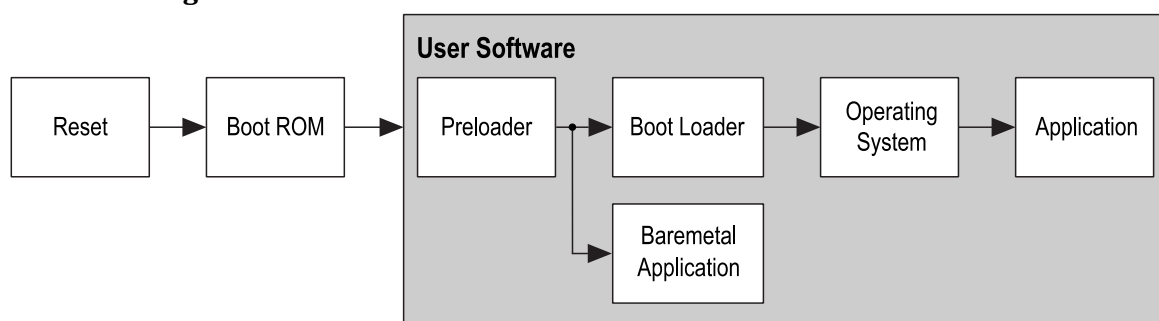 User Software
Reset
Boot ROM
Preloader
Boot Loader
Operating
System
Application
Baremetal
Application